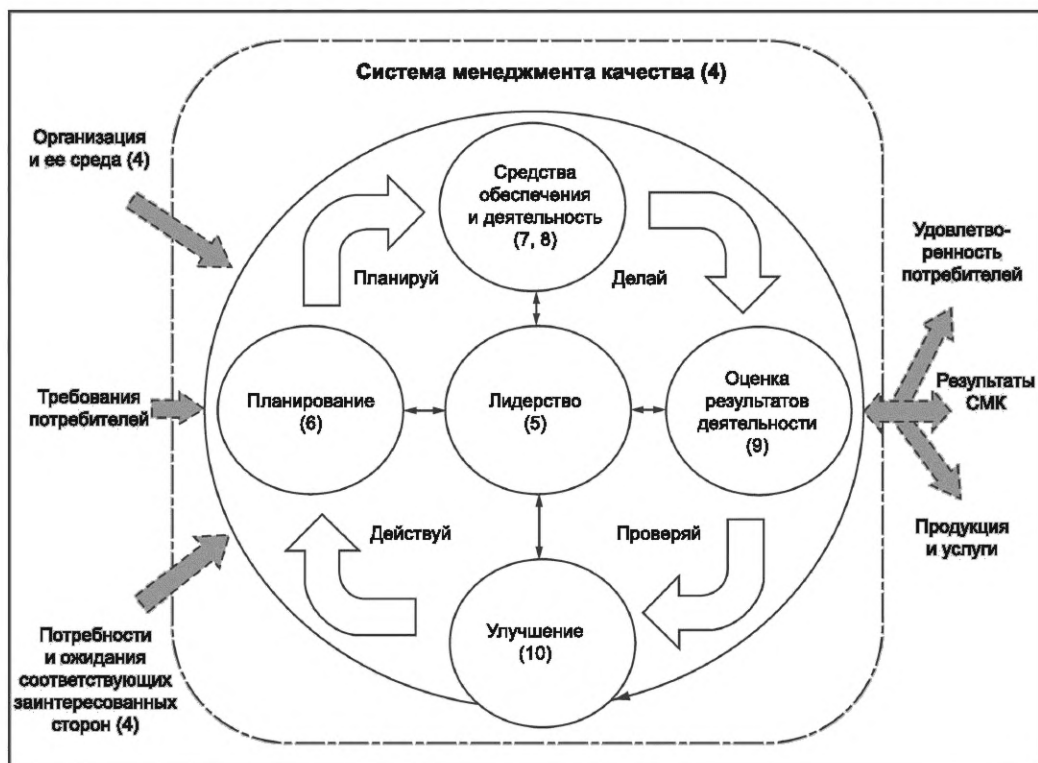 Система менеджмента качества (4)
Организация
и ее среда (4)
Средства
обеспечения
и деятельность
(7, 8)
Удовлетво-
ренность
потребителей
Планируй
Делай
Требования
потребителей
Планирование
(6)
Лидерство
(5)
Оценка
результатов
деятельности
(9)
Результаты
СМК
Действуй
Проверяй
Продукция
и услуги
Улучшение
(10)
Потребности
и ожидания
соответствующих
заинтересованных
сторон (4)